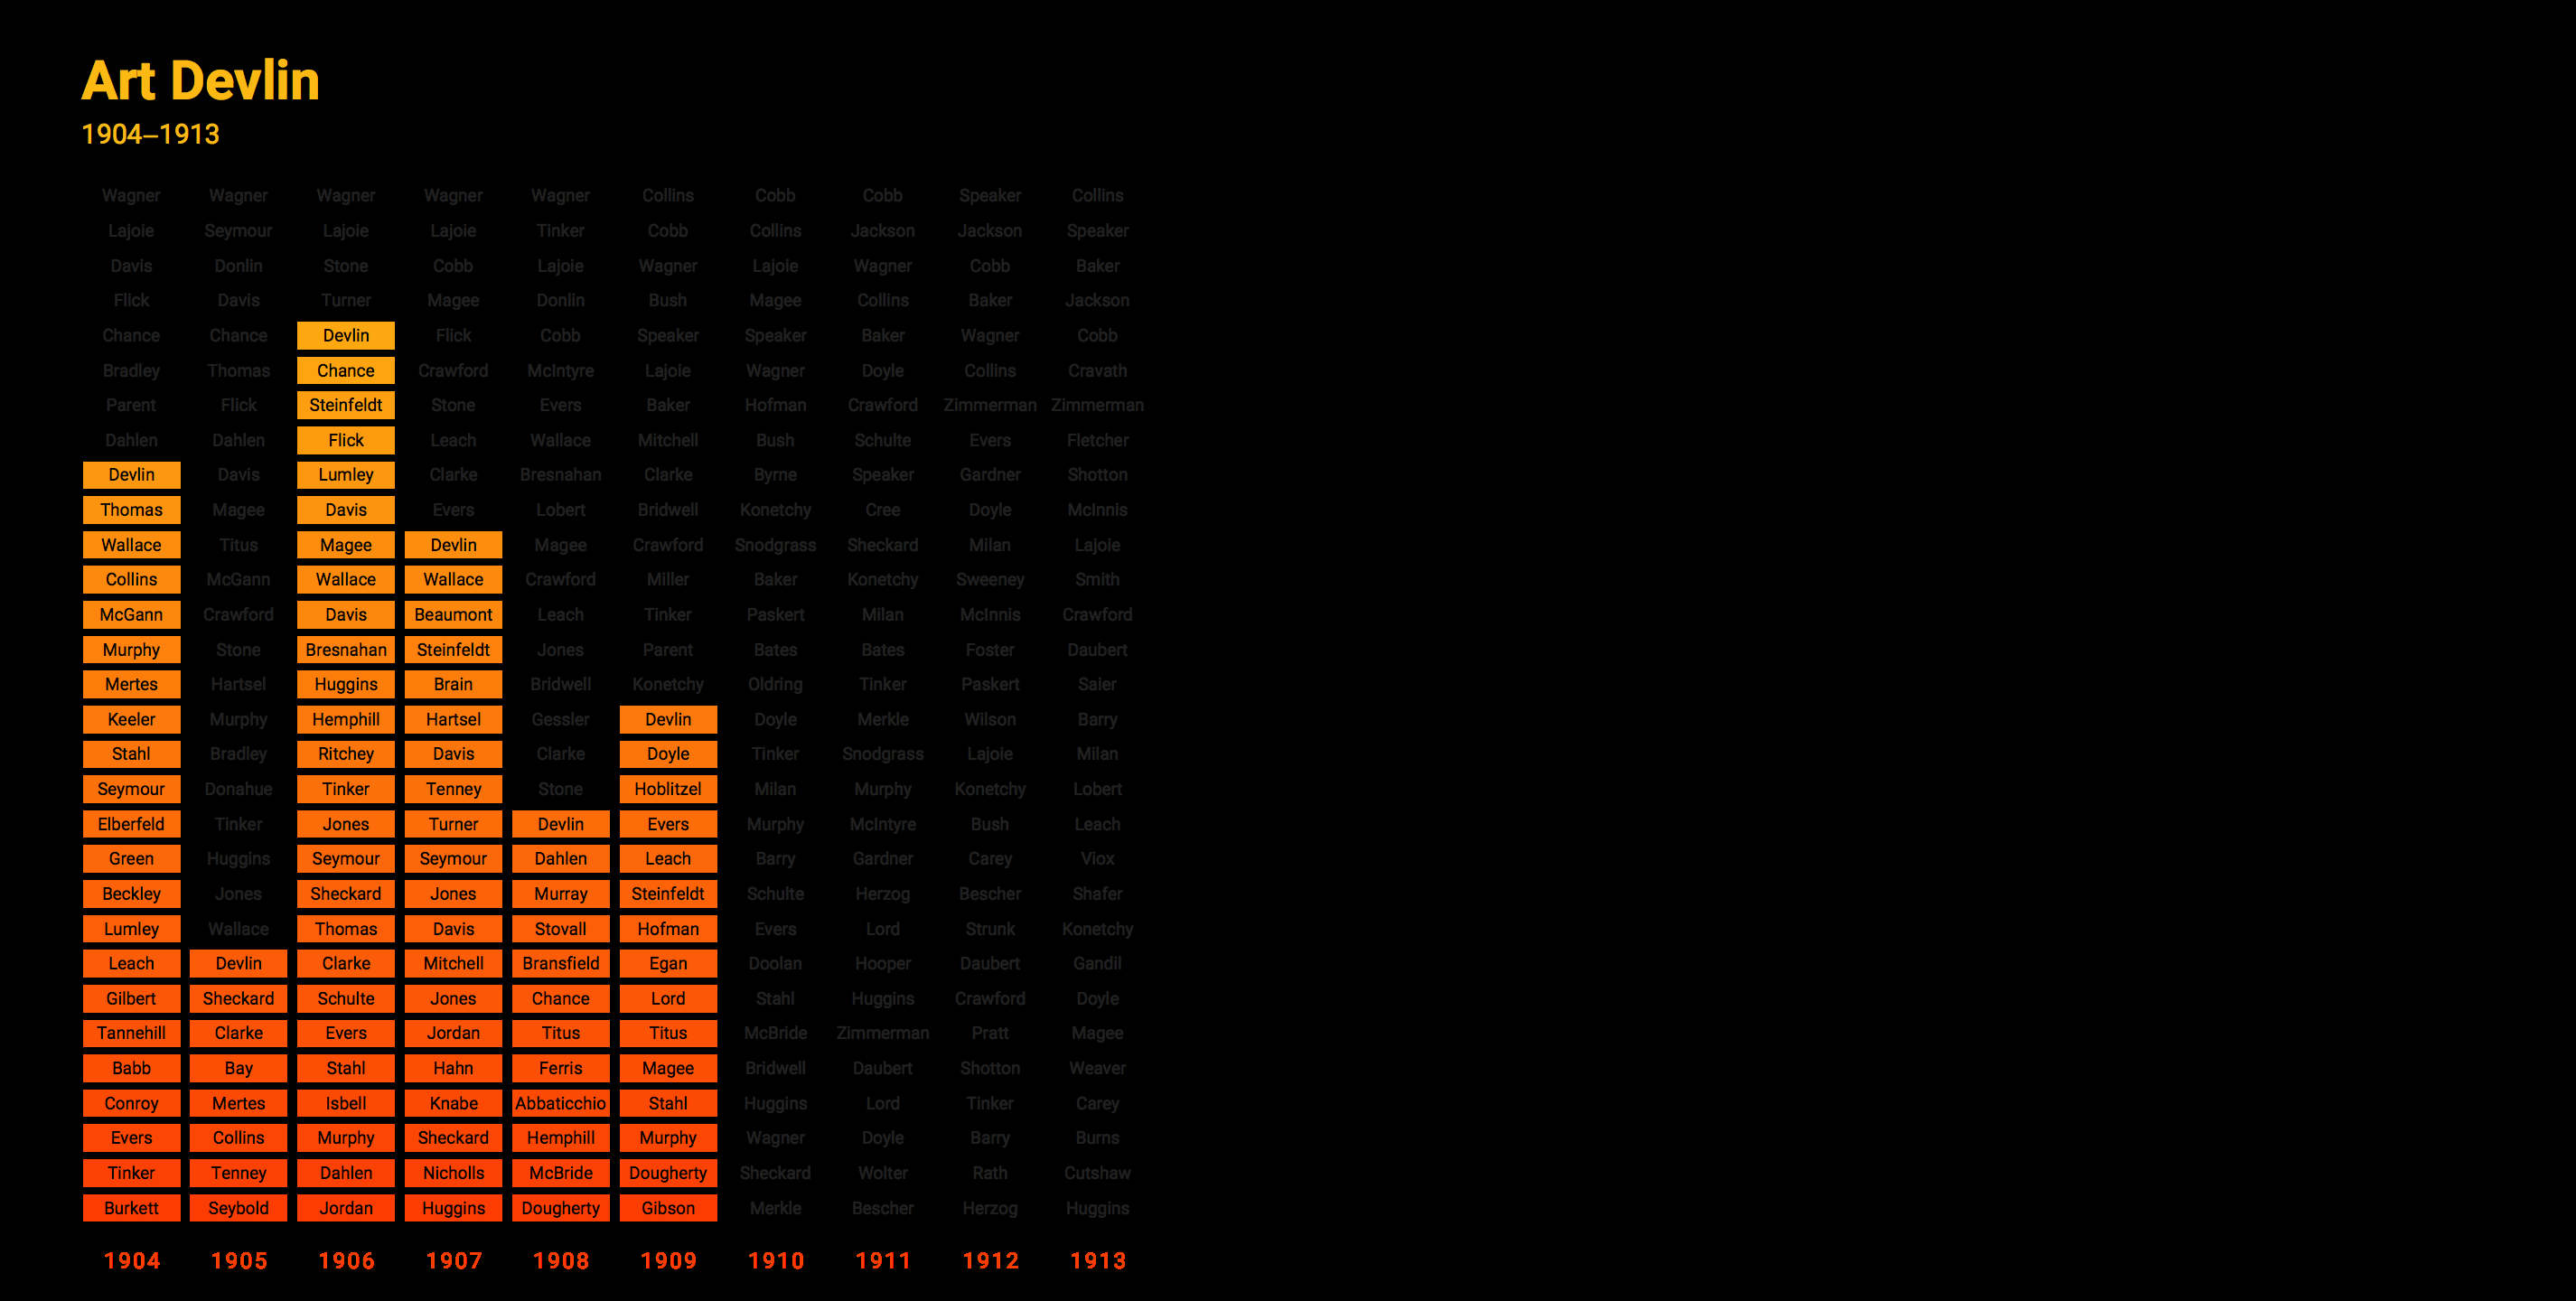 Art Devlin
1904–1913
Wagner Wagner Wagner Wagner Wagner Collins Cobb Cobb Speaker Collins
Lajoie Seymour Lajoie Lajoie Tinker Cobb Collins Jackson Jackson Speaker
Davis Donlin Stone Cobb Lajoie Wagner Lajoie Wagner Cobb Baker
Flick Davis Turner Magee Donlin Bush Magee Collins Baker Jackson
Chance Chance Devlin Flick Cobb Speaker Speaker Baker Wagner Cobb
Bradley Thomas Chance Crawford McIntyre Lajoie Wagner Doyle Collins Cravath
Parent Flick Steinfeldt Stone Evers Baker Hofman Crawford Zimmerman Zimmerman
Dahlen Dahlen Flick Leach Wallace Mitchell Bush Schulte Evers Fletcher
Devlin Davis Lumley Clarke Bresnahan Clarke Byrne Speaker Gardner Shotton
Thomas Magee Davis Evers Lobert Bridwell Konetchy Cree Doyle McInnis
Wallace Titus Magee Devlin Magee Crawford Snodgrass Sheckard Milan Lajoie
Collins McGann Wallace Wallace Crawford Miller Baker Konetchy Sweeney Smith
McGann Crawford Davis Beaumont Leach Tinker Paskert Milan McInnis Crawford
Murphy Stone Bresnahan Steinfeldt Jones Parent Bates Bates Foster Daubert
Mertes Hartsel Huggins Brain Bridwell Konetchy Oldring Tinker Paskert Saier
Keeler Murphy Hemphill Hartsel Gessler Devlin Doyle Merkle Wilson Barry
Stahl Bradley Ritchey Davis Clarke Doyle Tinker Snodgrass Lajoie Milan
Seymour Donahue Tinker Tenney Stone Hoblitzel Milan Murphy Konetchy Lobert
Elberfeld Tinker Jones Turner Devlin Evers Murphy McIntyre Bush Leach
Green Huggins Seymour Seymour Dahlen Leach Barry Gardner Carey Viox
Beckley Jones Sheckard Jones Murray Steinfeldt Schulte Herzog Bescher Shafer
Lumley Wallace Thomas Davis Stovall Hofman Evers Lord Strunk Konetchy
Leach Devlin Clarke Mitchell Bransfield Egan Doolan Hooper Daubert Gandil
Gilbert Sheckard Schulte Jones Chance Lord Stahl Huggins Crawford Doyle
Tannehill Clarke Evers Jordan Titus Titus McBride Zimmerman Pratt Magee
Babb Bay Stahl Hahn Ferris Magee Bridwell Daubert Shotton Weaver
Conroy Mertes Isbell Knabe Abbaticchio Stahl Huggins Lord Tinker Carey
Evers Collins Murphy Sheckard Hemphill Murphy Wagner Doyle Barry Burns
Tinker Tenney Dahlen Nicholls McBride Dougherty Sheckard Wolter Rath Cutshaw
Burkett Seybold Jordan Huggins Dougherty Gibson Merkle Bescher Herzog Huggins
1904 1905 1906 1907 1908 1909 1910 1911 1912 1913